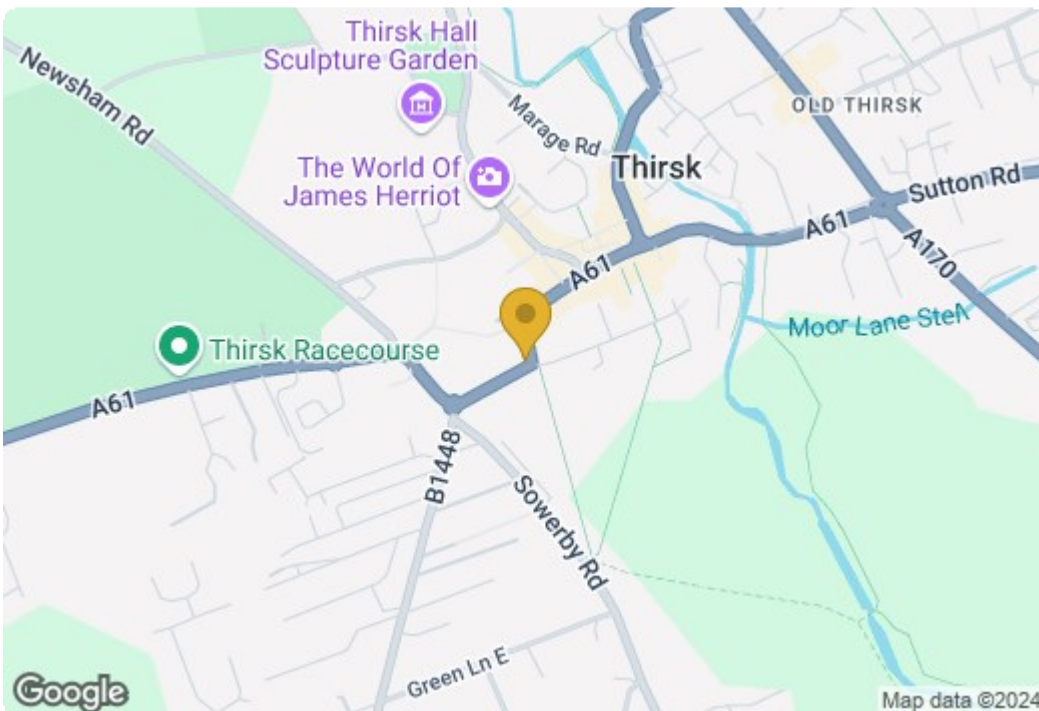 Newsham Rd
Thirsk Hall
Sculpture Garden
Marage Rd
OLD THIRSK
The World Of
James Herriot
Thirsk
Sutton Rd
A61
A61
A170
Moor Lane Stell
Thirsk Racecourse
A61
B1448
Sowerby Rd
Green Ln E
Google
Map data ©2024